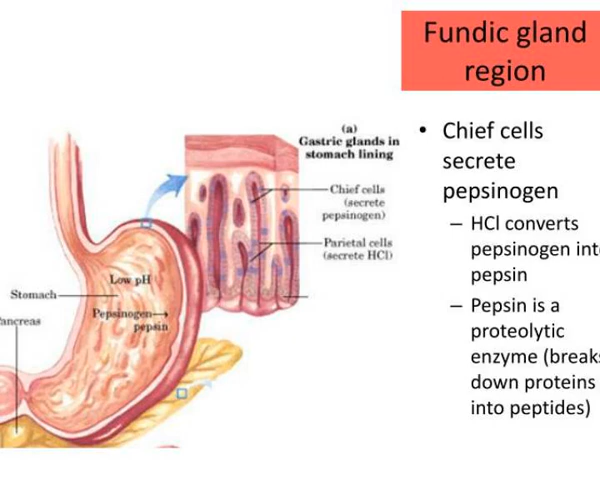 Fundic gland
region
(a)
Gastric glands in
stomach lining
Chief cells
(secrete
pepsinogen)
Parietal cells
(secrete HCl)
Low pH
Stomach
Pepsinogen→
pepsin
ancreas
• Chief cells
secrete
pepsinogen
– HCl converts
pepsinogen int
pepsin
– Pepsin is a
proteolytic
enzyme (breaks
down proteins
into peptides)